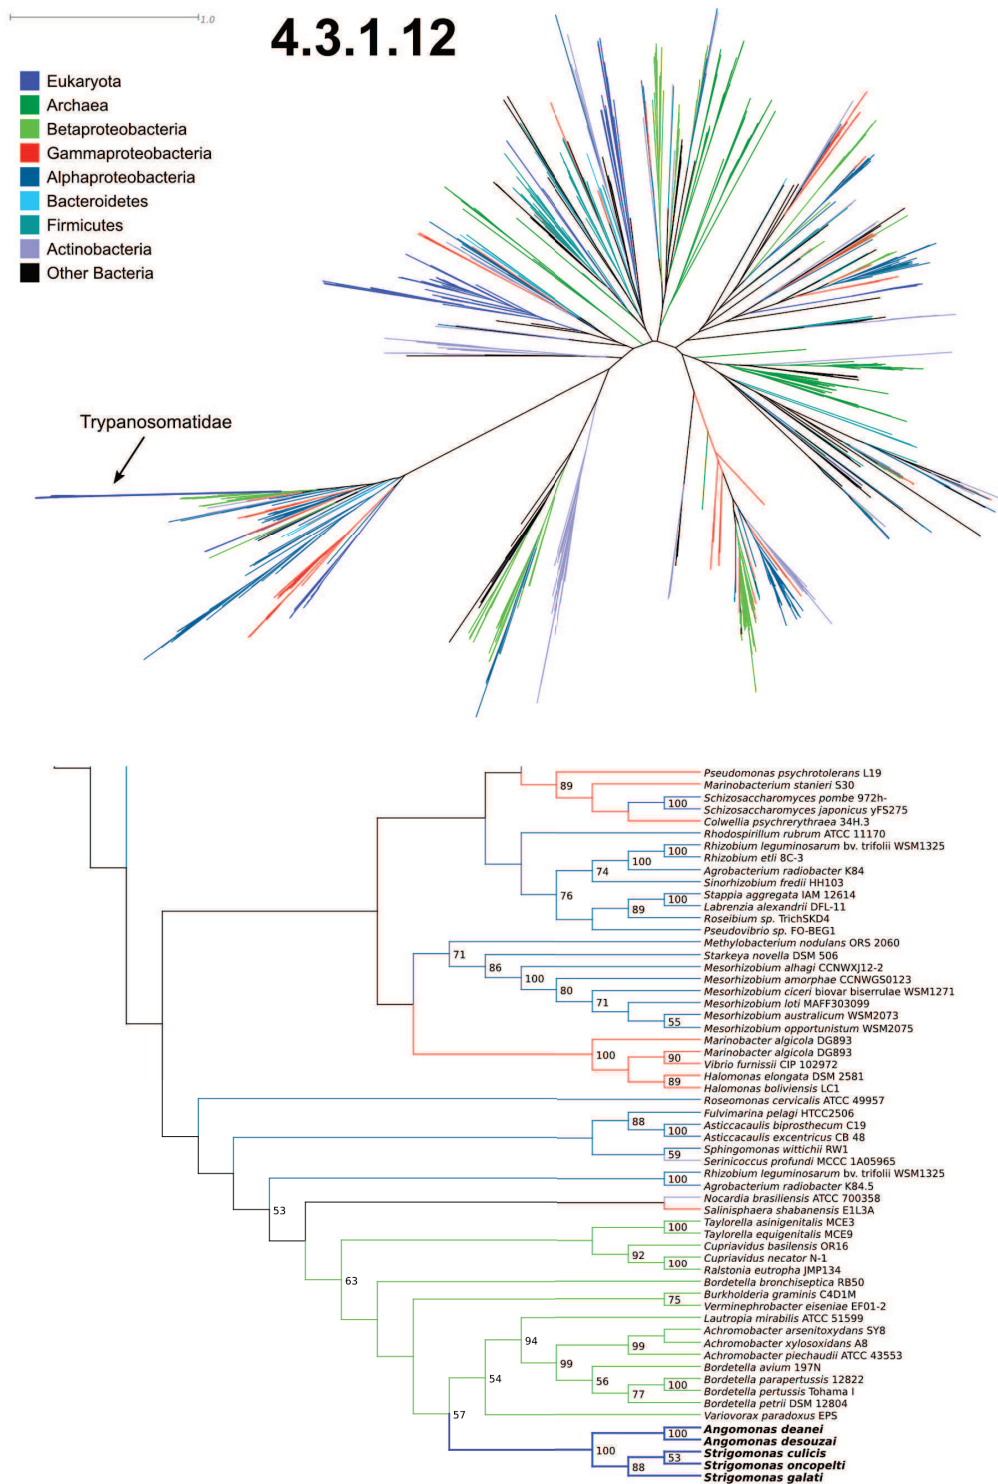 1.0
4.3.1.12
Eukaryota
Archaea
Betaproteobacteria
Gammaproteobacteria
Alphaproteobacteria
Bacteroidetes
Firmicutes
Actinobacteria
Other Bacteria
Trypanosomatidae
Pseudomonas psychrotolerans L19
89
Marinobacterium stanieri S30
Schizosaccharomyces pombe 972h-
100
Schizosaccharomyces japonicus yFS275
Colwellia psychrerythraea 34H.3
Rhodospirillum rubrum ATCC 11170
Rhizobium leguminosarum bv. trifolii WSM1325
100
Rhizobium etli 8C-3
100
Agrobacterium radiobacter K84
74
Sinorhizobium fredii HH103
76
Stappia aggregata IAM 12614
100
Labrenzia alexandrii DFL-11
89
Roseibium sp. TrichSKD4
Pseudovibrio sp. FO-BEG1
Methylobacterium nodulans ORS 2060
71
Starkeya novella DSM 506
86
Mesorhizobium alhagi CCNWXJ12-2
100
Mesorhizobium amorphae CCNWGS0123
80
Mesorhizobium ciceri biovar biserrulae WSM1271
71
Mesorhizobium loti MAFF303099
Mesorhizobium australicum WSM2073
55
Mesorhizobium opportunistum WSM2075
Marinobacter algicola DG893
100
Marinobacter algicola DG893
90
Vibrio furnissii CIP 102972
Halomonas elongata DSM 2581
89
Halomonas boliviensis LC1
Roseomonas cervicalis ATCC 49957
Fulvimarina pelagi HTCC2506
88
Asticcacaulis biprosthecum C19
100
Asticcacaulis excentricus CB 48
Sphingomonas wittichii RW1
59
Serinicoccus profundi MCCC 1A05965
Rhizobium leguminosarum bv. trifolii WSM1325
100
Agrobacterium radiobacter K84.5
53
Nocardia brasiliensis ATCC 700358
Salinisphaera shabanensis E1L3A
Taylorella asinigenitalis MCE3
100
Taylorella equigenitalis MCE9
Cupriavidus basilensis OR16
92
Cupriavidus necator N-1
100
Ralstonia eutropha JMP134
63
Bordetella bronchiseptica RB50
Burkholderia graminis C4D1M
75
Verminephrobacter eiseniae EF01-2
Lautropia mirabilis ATCC 51599
94
Achromobacter arsenitoxydans SY8
99
Achromobacter xylosoxidans A8
Achromobacter piechaudii ATCC 43553
99
Bordetella avium 197N
56
Bordetella parapertussis 12822
100
Bordetella pertussis Tohama I
77
Bordetella petrii DSM 12804
54
Variovorax paradoxus EPS
57
Angomonas deanei
100
Angomonas desouzai
100
Strigomonas culicis
53
Strigomonas oncopelti
88
Strigomonas galati